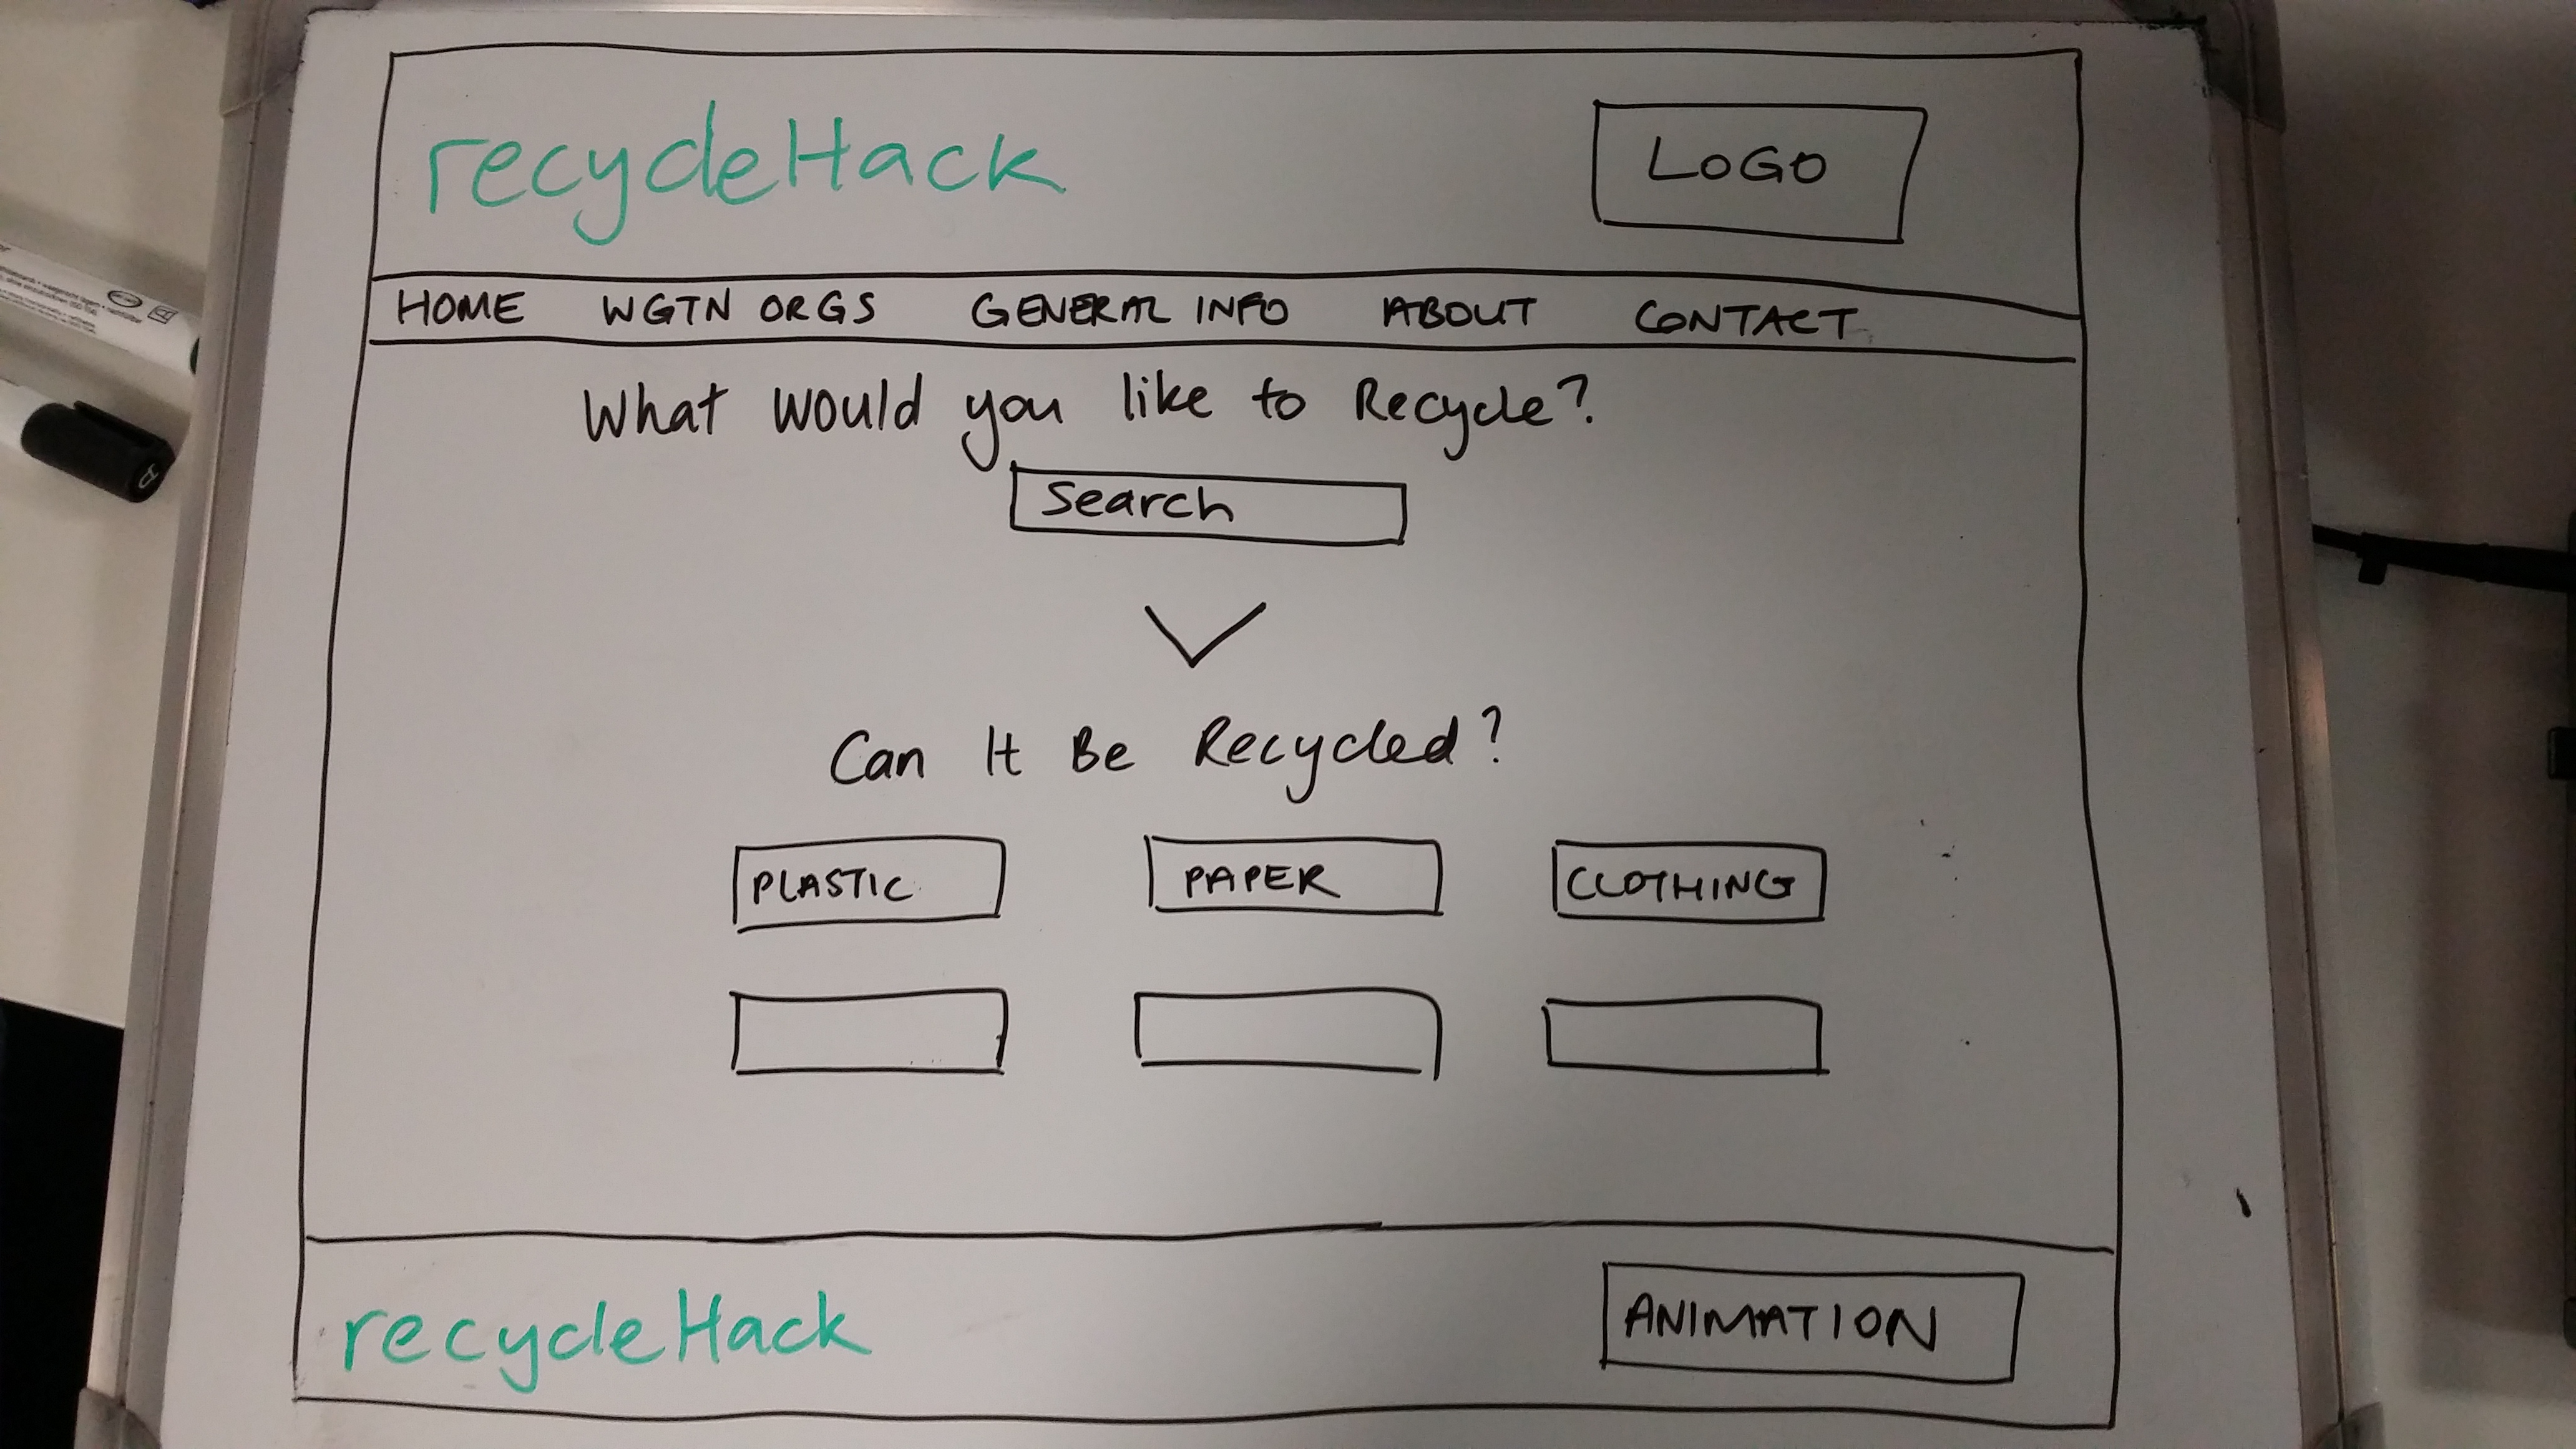 recycleHack
LOGO
HOME WGTN ORGS GENERAL INFO ABOUT CONTACT
What would you like to Recycle?
Search
Can It Be Recycled?
PLASTIC PAPER CLOTHING
recycleHack
ANIMATION